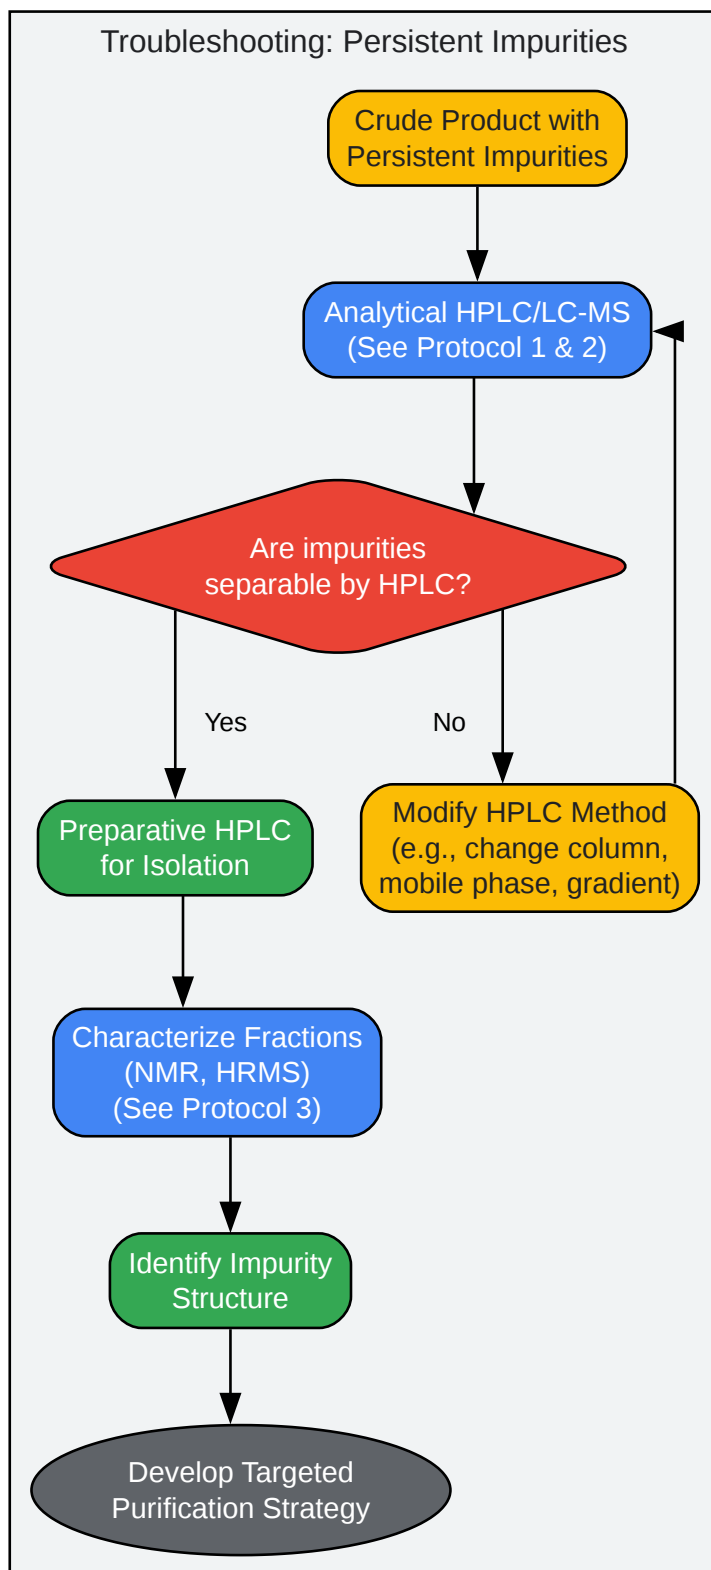 Troubleshooting: Persistent Impurities
Crude Product with
Persistent Impurities
Analytical HPLC/LC-MS
(See Protocol 1 & 2)
Are impurities
separable by HPLC?
Yes
No
Preparative HPLC
for Isolation
Modify HPLC Method
(e.g., change column,
mobile phase, gradient)
Characterize Fractions
(NMR, HRMS)
(See Protocol 3)
Identify Impurity
Structure
Develop Targeted
Purification Strategy